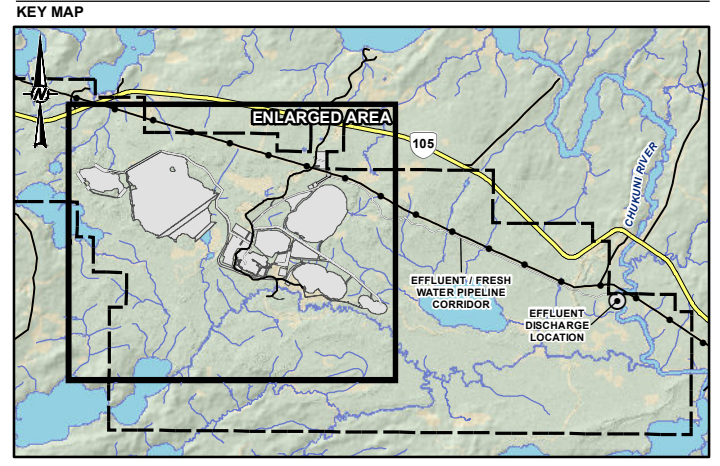 KEY MAP
N
ENLARGED AREA
105
CHUKUNI RIVER
EFFLUENT / FRESH
WATER PIPELINE
CORRIDOR
EFFLUENT
DISCHARGE
LOCATION